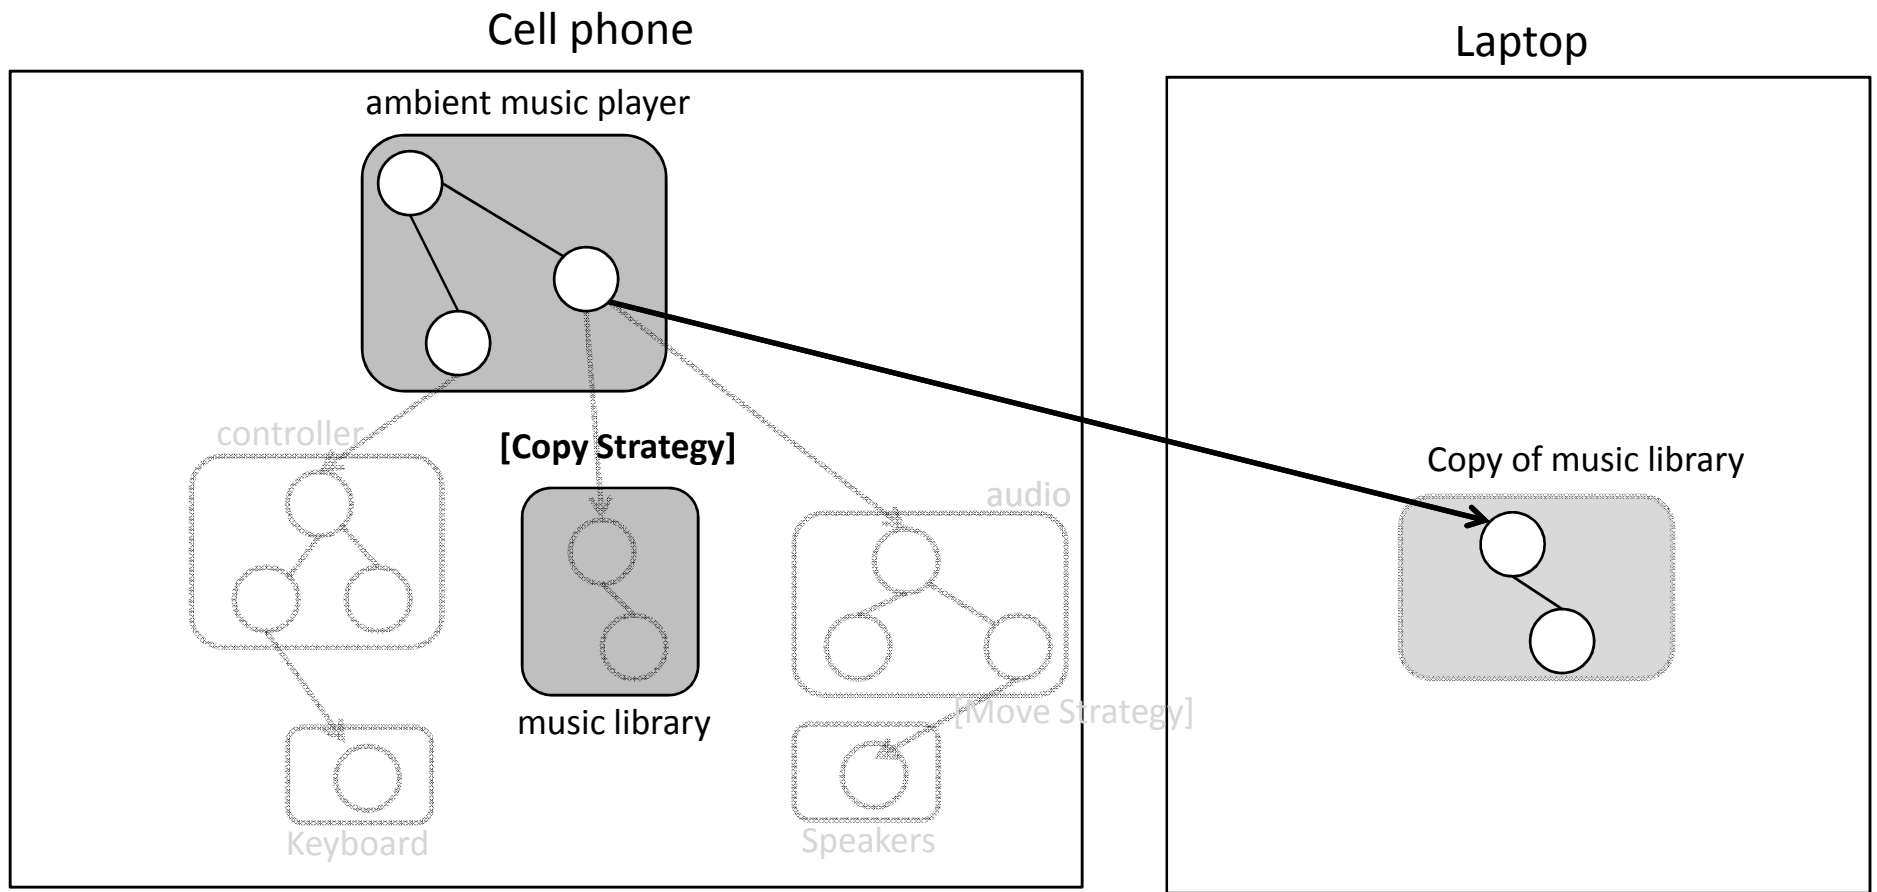 Cell phone
Laptop
ambient music player
controller
[Copy Strategy]
Copy of music library
audio
[Move Strategy]
music library
Keyboard
Speakers